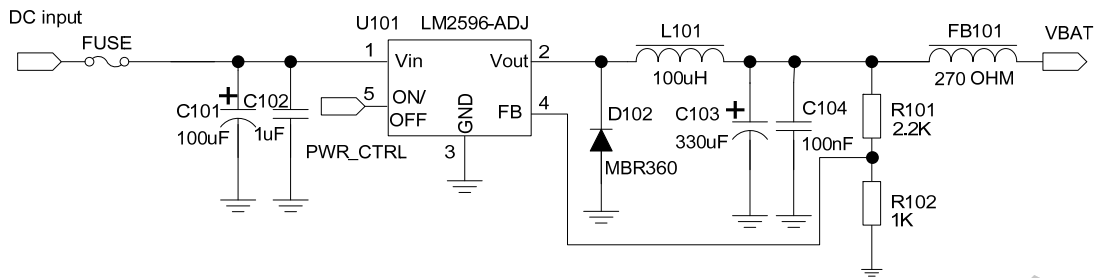 DC input
FUSE
U101
LM2596-ADJ
L101
FB101
VBAT
1
Vin
Vout
2
100uH
270 OHM
C101
+
C102
100uF
1uF
5
ON/
OFF
GND
FB
4
PWR_CTRL
3
D102
MBR360
C103
+
C104
330uF
100nF
R101
2.2K
R102
1K